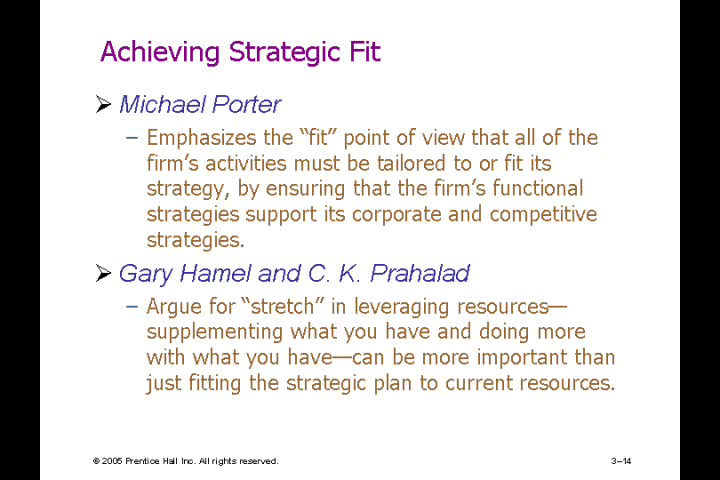 Achieving Strategic Fit
➢ Michael Porter
– Emphasizes the “fit” point of view that all of the
firm’s activities must be tailored to or fit its
strategy, by ensuring that the firm’s functional
strategies support its corporate and competitive
strategies.
➢ Gary Hamel and C. K. Prahalad
– Argue for “stretch” in leveraging resources—
supplementing what you have and doing more
with what you have—can be more important than
just fitting the strategic plan to current resources.
© 2005 Prentice Hall Inc. All rights reserved.
3–14